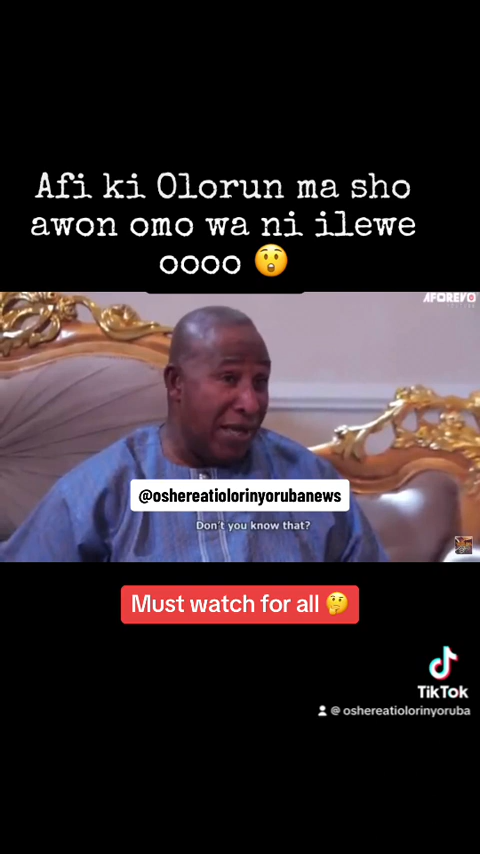 Afi ki Olorun ma sho
awon omo wa ni ilewe
oooo 😲
AFOREVO
@oshereatiolorinyorubanews
Don't you know that?
Must watch for all 🤔
TikTok
@ oshereatiolorinyoruba